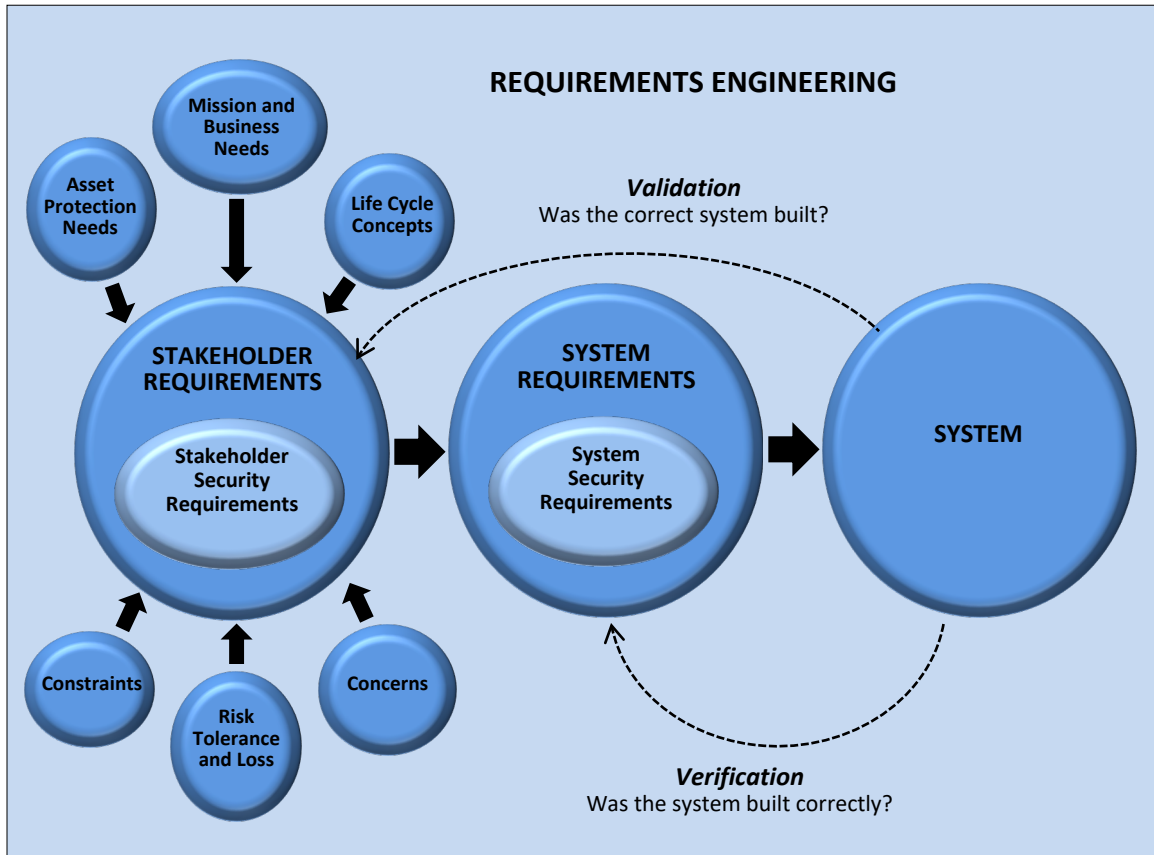 REQUIREMENTS ENGINEERING
Mission and
Business
Needs
Asset
Protection
Needs
Life Cycle
Concepts
Validation
Was the correct system built?
STAKEHOLDER
REQUIREMENTS
Stakeholder
Security
Requirements
SYSTEM
REQUIREMENTS
System
Security
Requirements
SYSTEM
Constraints
Risk
Tolerance
and Loss
Concerns
Verification
Was the system built correctly?